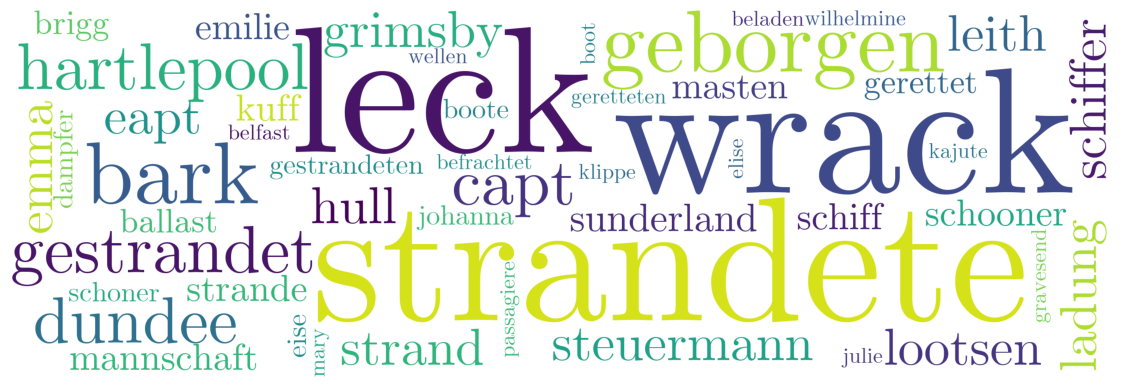 brigg
emilie
grimsby
wellen
boot
geborgen
beladen
wilhelmine
leith
schiffer
hartlepool
leck
boote
geretteten
masten
gerettet
wrack
emma
dampfer
eapt
kuff
belfast
bark
gestrandeten
befrachtet
capt
klippe
elise
kajute
ballast
hull
johanna
sunderland
schiff
schooner
gestrandet
strandete
schoner
strande
passagiere
gravesend
ladung
dundee
eise
mary
mannschaft
strand
steuermann
julie
lootsen